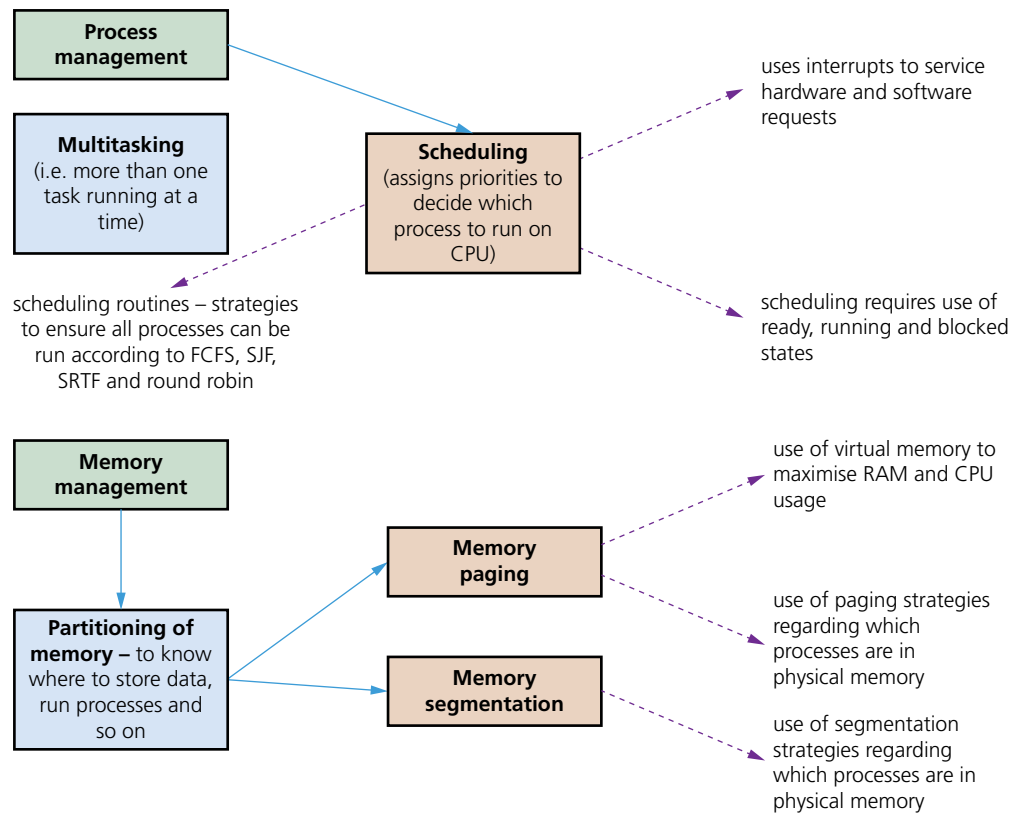 Process
management
Multitasking
(i.e. more than one
task running at a
time)
Scheduling
(assigns priorities to
decide which
process to run on
CPU)
uses interrupts to service
hardware and software
requests
scheduling requires use of
ready, running and blocked
states
scheduling routines – strategies
to ensure all processes can be
run according to FCFS, SJF,
SRTF and round robin
Memory
management
Partitioning of
memory – to know
where to store data,
run processes and
so on
Memory
paging
Memory
segmentation
use of virtual memory to
maximise RAM and CPU
usage
use of paging strategies
regarding which
processes are in
physical memory
use of segmentation
strategies regarding
which processes are in
physical memory